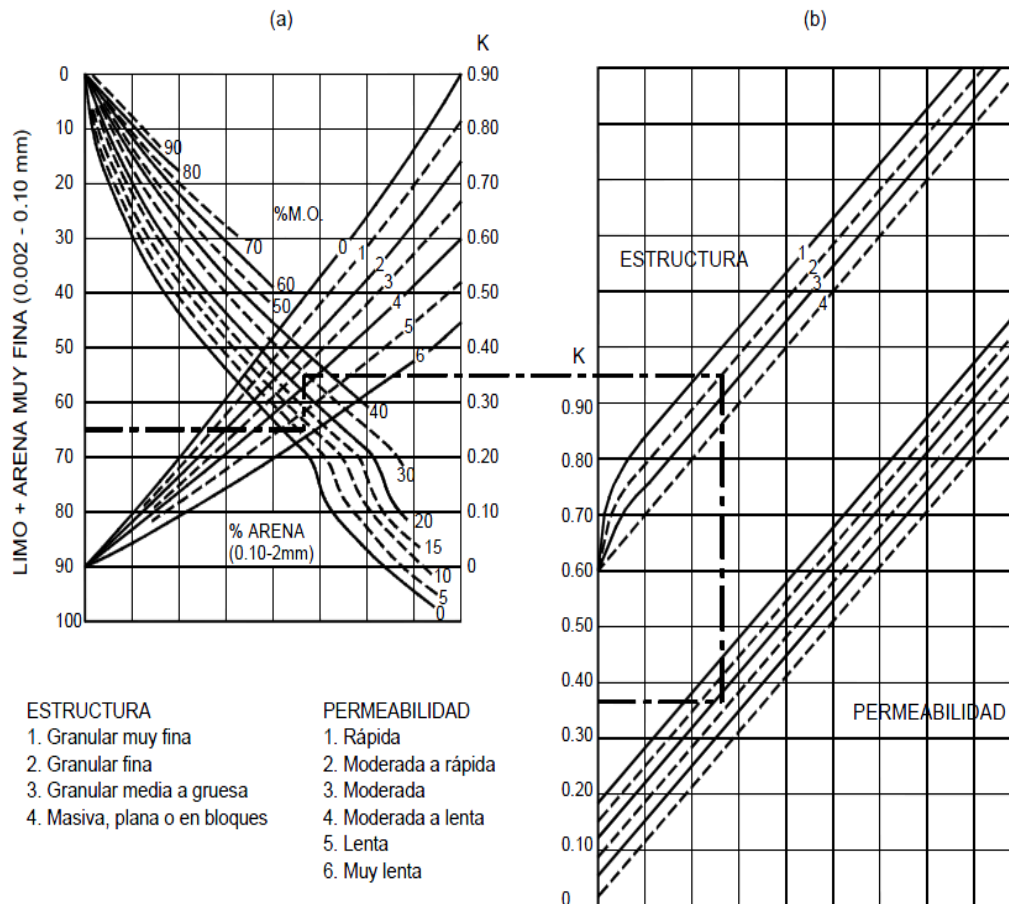 (a)
K
LIMO + ARENA MUY FINA (0.002 - 0.10 mm)
0
10
20
30
40
50
60
70
80
90
100
90
80
70
60
50
40
30
20
15
10
5
0
%M.O.
0
1
2
3
4
5
6
% ARENA
(0.10-2mm)
0.90
0.80
0.70
0.60
0.50
0.40
0.30
0.20
0.10
0
(b)
ESTRUCTURA
1
2
3
4
K
0.90
0.80
0.70
0.60
0.50
0.40
0.30
0.20
0.10
0
PERMEABILIDAD
ESTRUCTURA
1. Granular muy fina
2. Granular fina
3. Granular media a gruesa
4. Masiva, plana o en bloques
PERMEABILIDAD
1. Rápida
2. Moderada a rápida
3. Moderada
4. Moderada a lenta
5. Lenta
6. Muy lenta